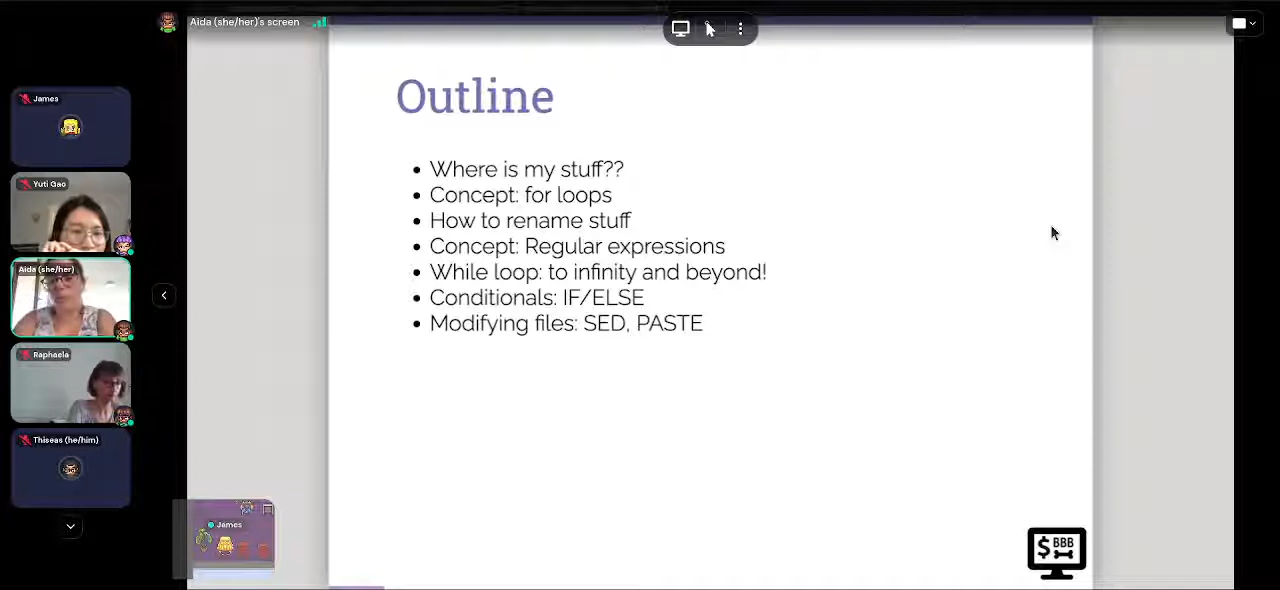 Aida (she/her)'s screen
James
Yuti Gao
Aida (she/her)
Raphaela
Thiseas (he/him)
James
Outline
Where is my stuff??
Concept: for loops
How to rename stuff
Concept: Regular expressions
While loop: to infinity and beyond!
Conditionals: IF/ELSE
Modifying files: SED, PASTE
$ BBB